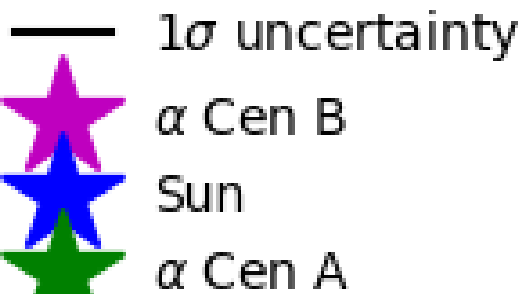 1σ uncertainty
α Cen B
Sun
α Cen A